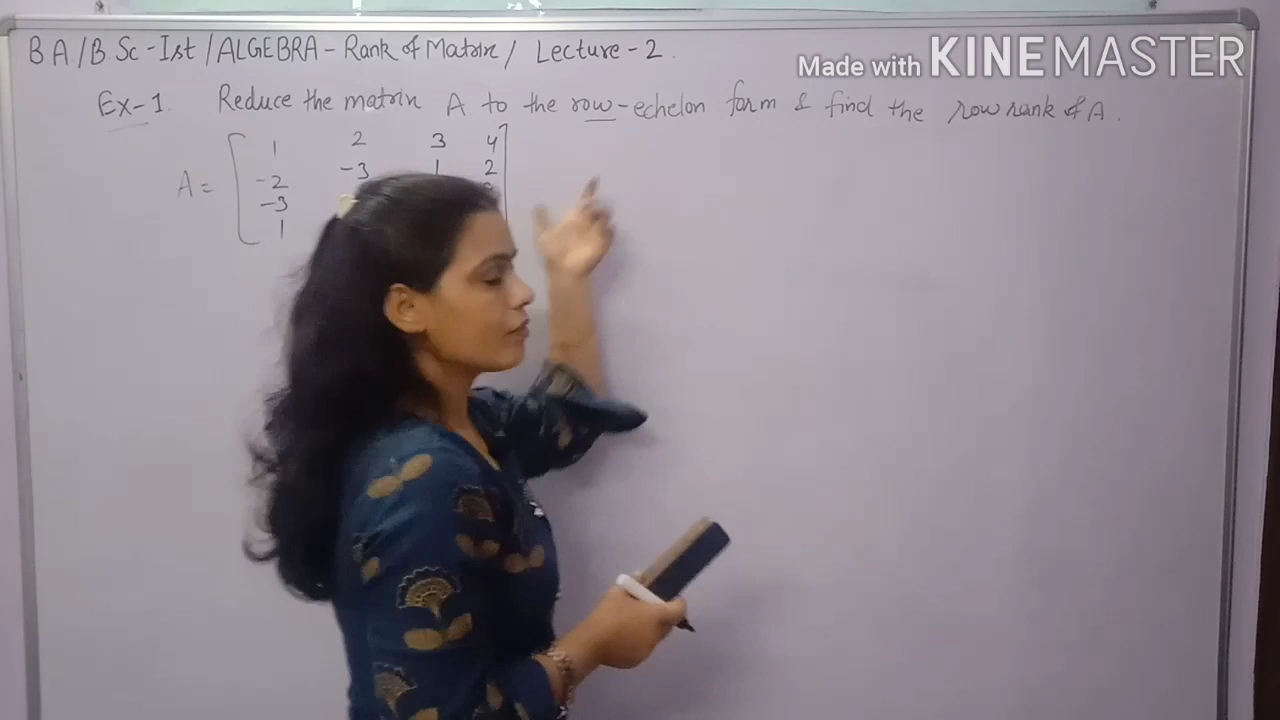 BA/B Sc-Ist/ALGEBRA-Rank of Matrix/ Lecture-2.
Made with KINEMASTER
Ex-1. Reduce the matrix A to the row-echelon form & find the row rank of A.
A = [ 1 2 3 4
-2 -3 1 2
-3
1
]